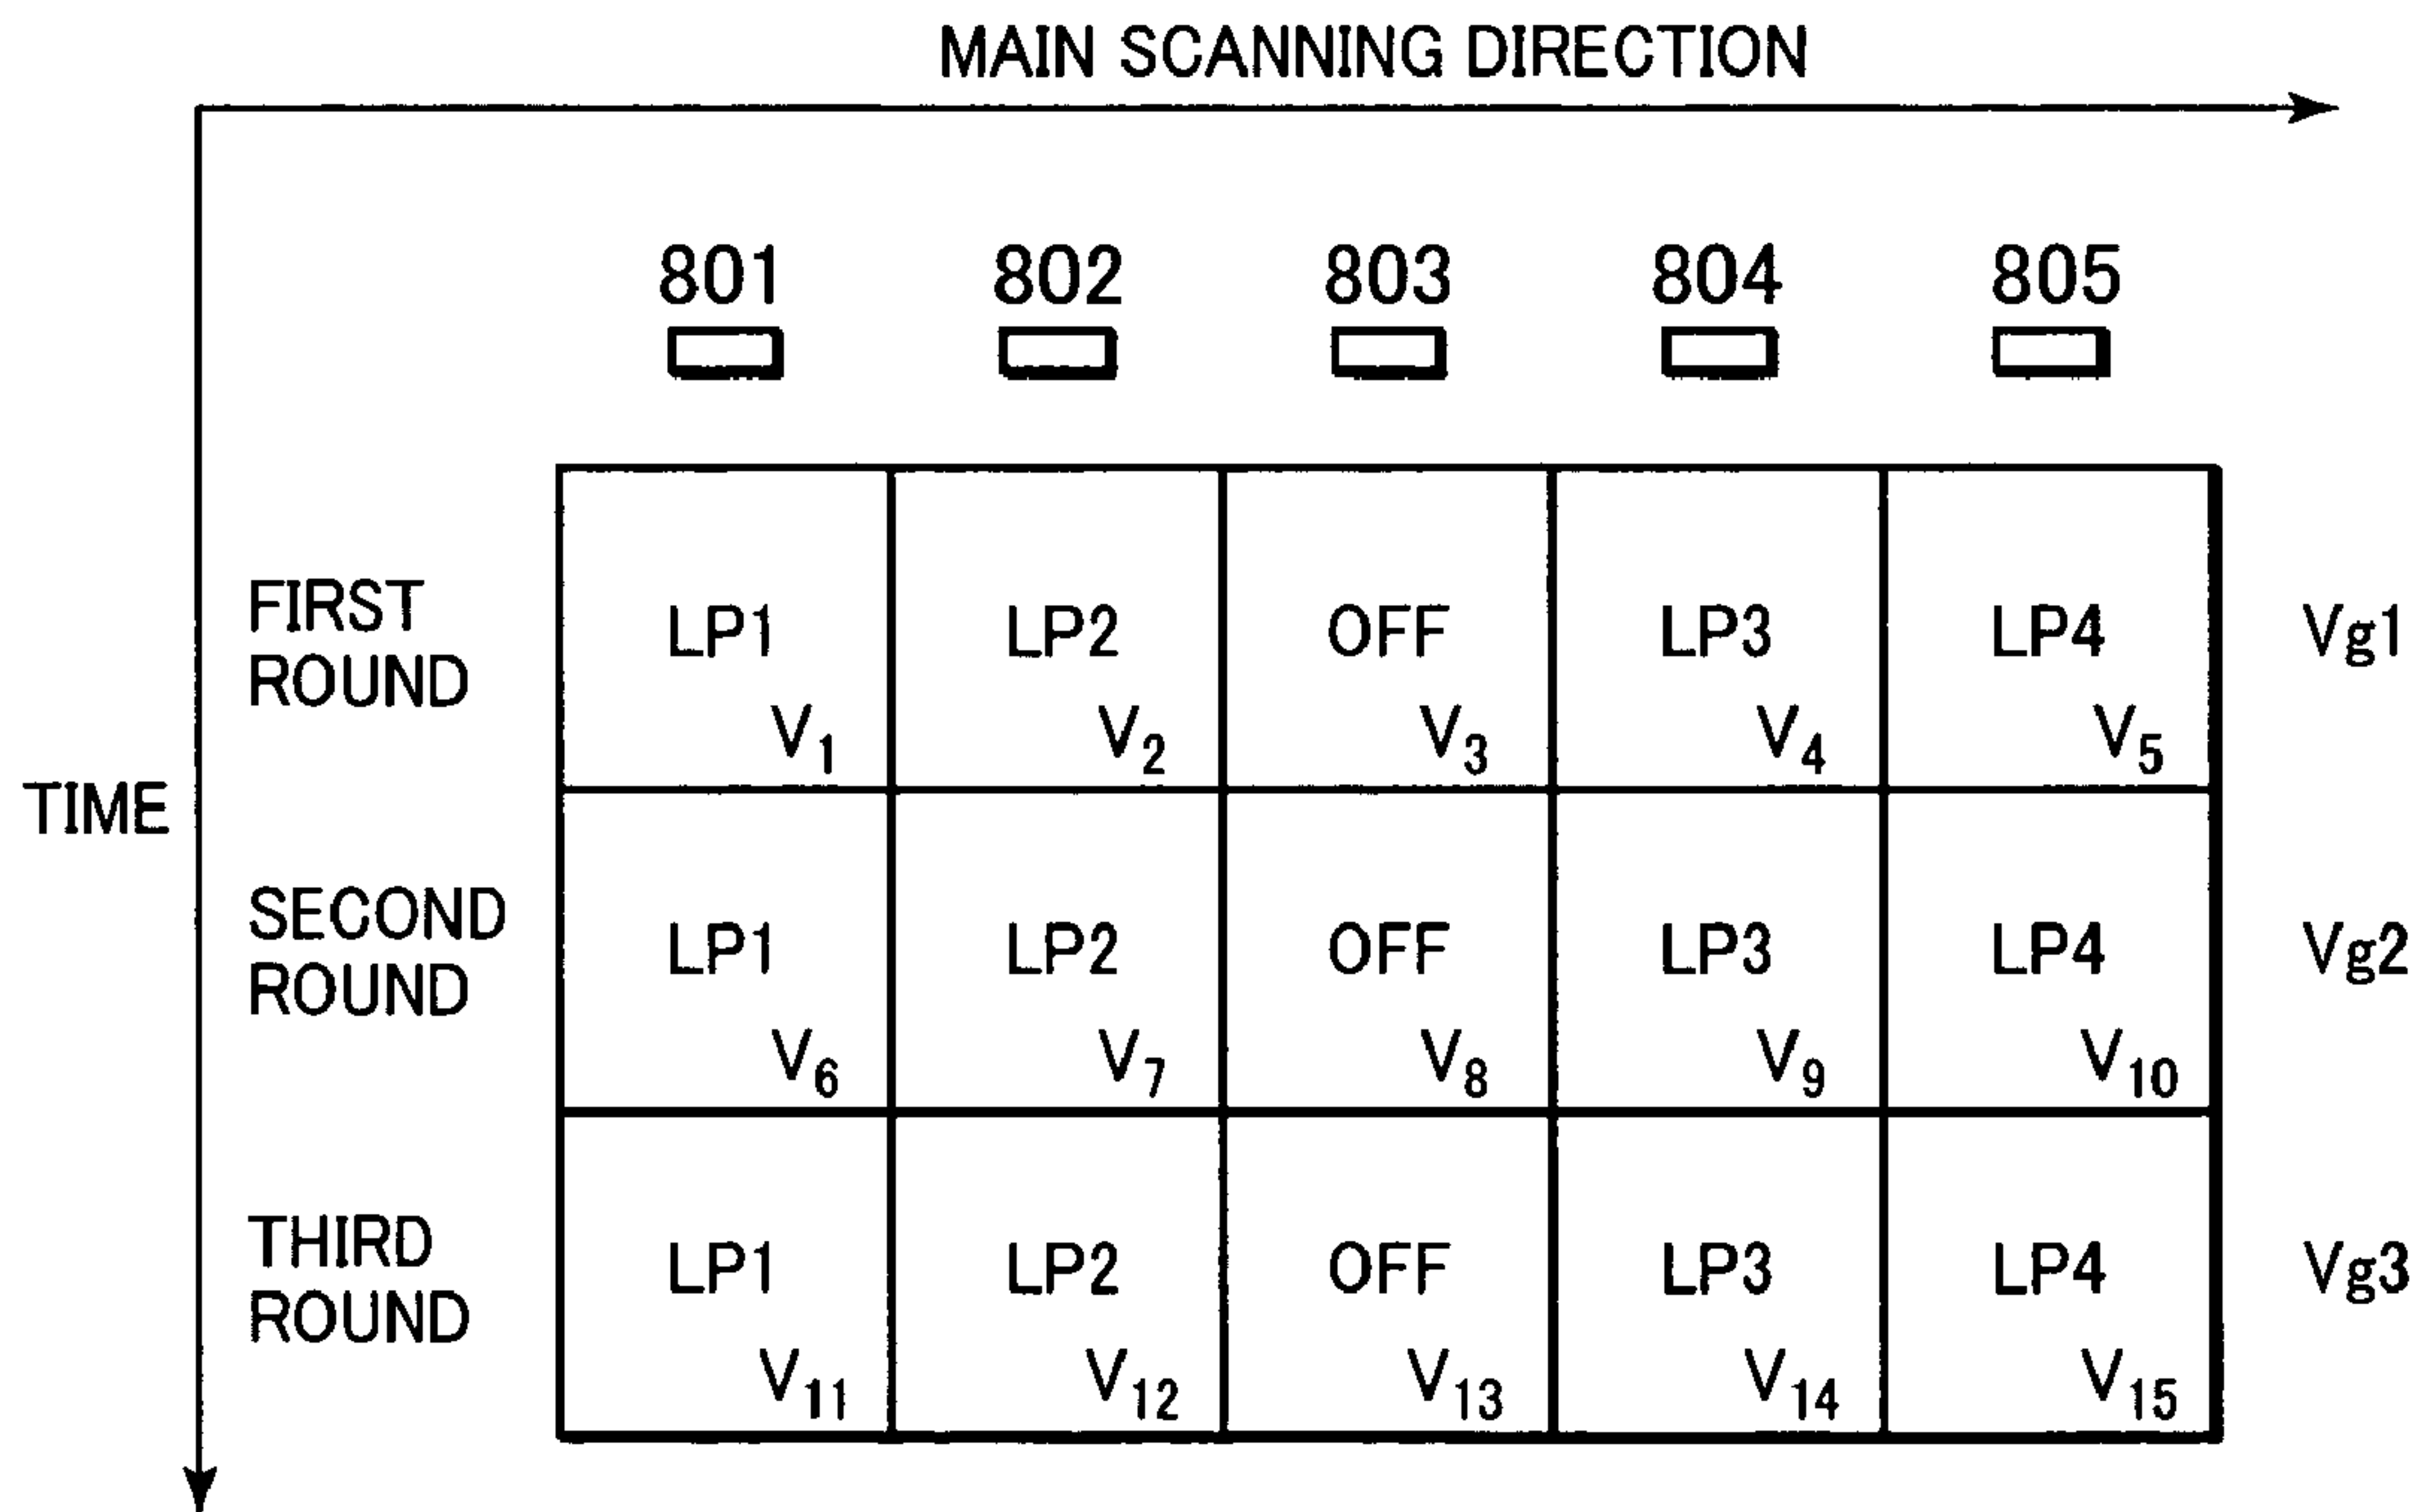 MAIN SCANNING DIRECTION
801 802 803 804 805
FIRST
ROUND
LP1 LP2 OFF LP3 LP4 Vg1
V1 V2 V3 V4 V5
TIME
SECOND
ROUND
LP1 LP2 OFF LP3 LP4 Vg2
V6 V7 V8 V9 V10
THIRD
ROUND
LP1 LP2 OFF LP3 LP4 Vg3
V11 V12 V13 V14 V15